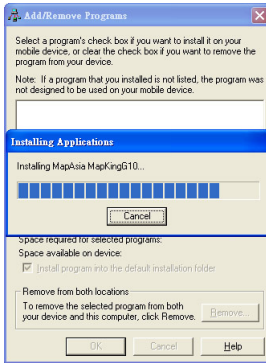 Add/Remove Programs
Select a program's check box if you want to install it on your
mobile device, or clear the check box if you want to remove the
program from your device.
Note: If a program that you installed is not listed, the program was
not designed to be used on your mobile device.
Installing Applications
Installing MapAsia MapKingG10...
Cancel
Space required for selected programs:
Space available on device:
Install program into the default installation folder
Remove from both locations
To remove the selected program from both
your device and this computer, click Remove.
Remove...
OK
Cancel
Help